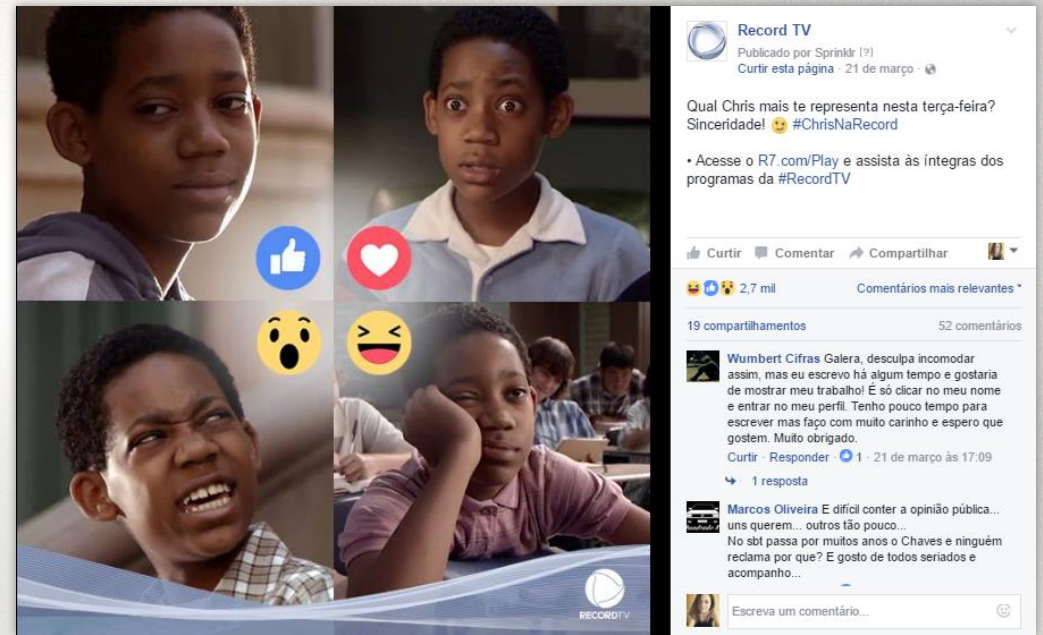 RECORDTV
Record TV
Publicado por Sprinklr [?]
Curtir esta página · 21 de março ·
Qual Chris mais te representa nesta terça-feira?
Sinceridade! 😉 #ChrisNaRecord
• Acesse o R7.com/Play e assista às íntegras dos
programas da #RecordTV
Curtir Comentar Compartilhar
2,7 mil Comentários mais relevantes
19 compartilhamentos 52 comentários
Wumbert Cifras Galera, desculpa incomodar
assim, mas eu escrevo há algum tempo e gostaria
de mostrar meu trabalho! É só clicar no meu nome
e entrar no meu perfil. Tenho pouco tempo para
escrever mas faço com muito carinho e espero que
gostem. Muito obrigado.
Curtir · Responder · 1 · 21 de março às 17:09
1 resposta
Marcos Oliveira E difícil conter a opinião pública...
uns querem... outros tão pouco...
No sbt passa por muitos anos o Chaves e ninguém
reclama por que? E gosto de todos seriados e
acompanho...
Escreva um comentário...